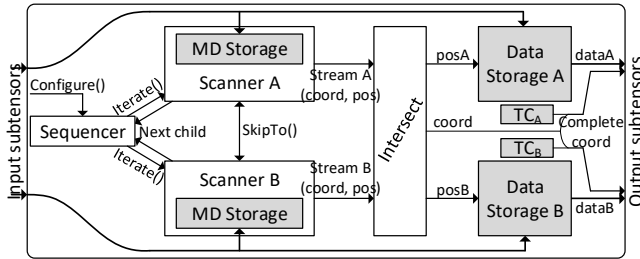 Input subtensors
Configure()
Sequencer
Iterate()
Next child
Iterate()
MD Storage
Scanner A
SkipTo()
Scanner B
MD Storage
Stream A
(coord, pos)
Stream B
(coord, pos)
Intersect
posA
coord
posB
Data
Storage A
TCA
TCB
Data
Storage B
dataA
Complete
coord
dataB
Output subtensors